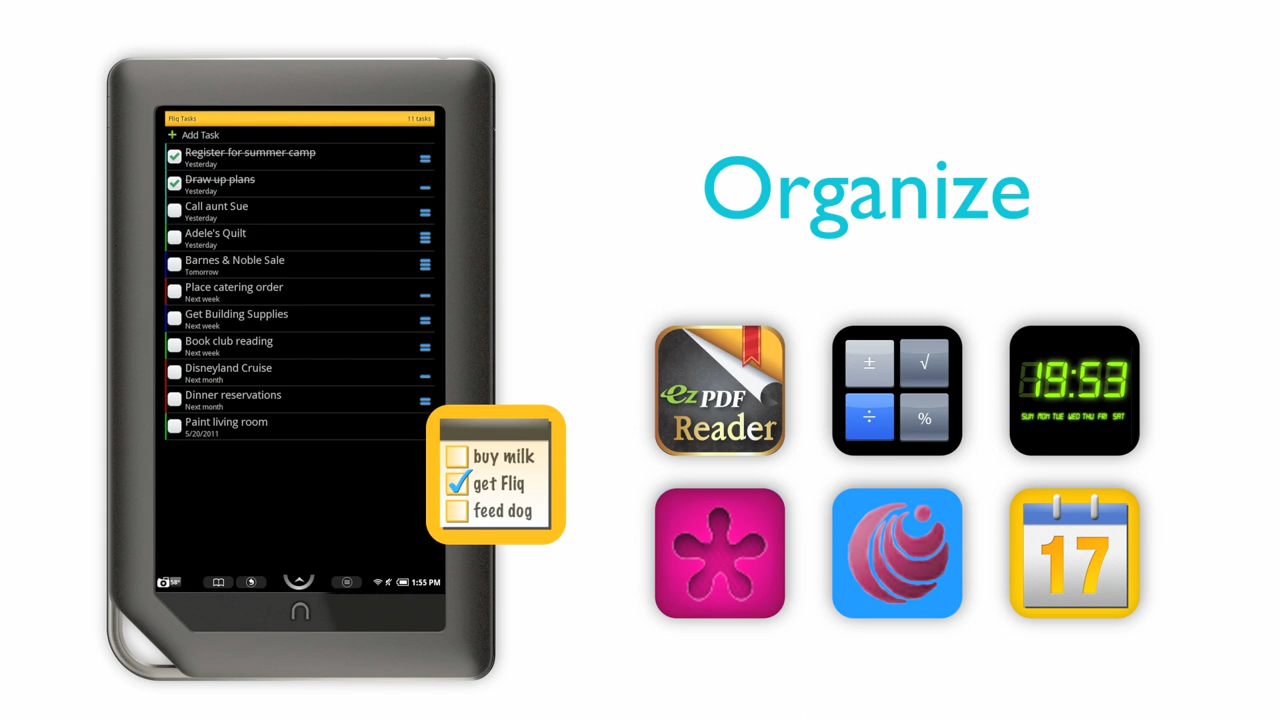 Fliq Tasks 11 tasks
+ Add Task
Register for summer camp
Yesterday
Draw up plans
Yesterday
Call aunt Sue
Yesterday
Adele's Quilt
Yesterday
Barnes & Noble Sale
Tomorrow
Place catering order
Next week
Get Building Supplies
Next week
Book club reading
Next week
Disneyland Cruise
Next month
Dinner reservations
Next month
Paint living room
5/20/2011
58°
1:55 PM
n
buy milk
get Fliq
feed dog
Organize
ez PDF
Reader
± √
÷ %
19:53
SUN MON TUE WED THU FRI SAT
17